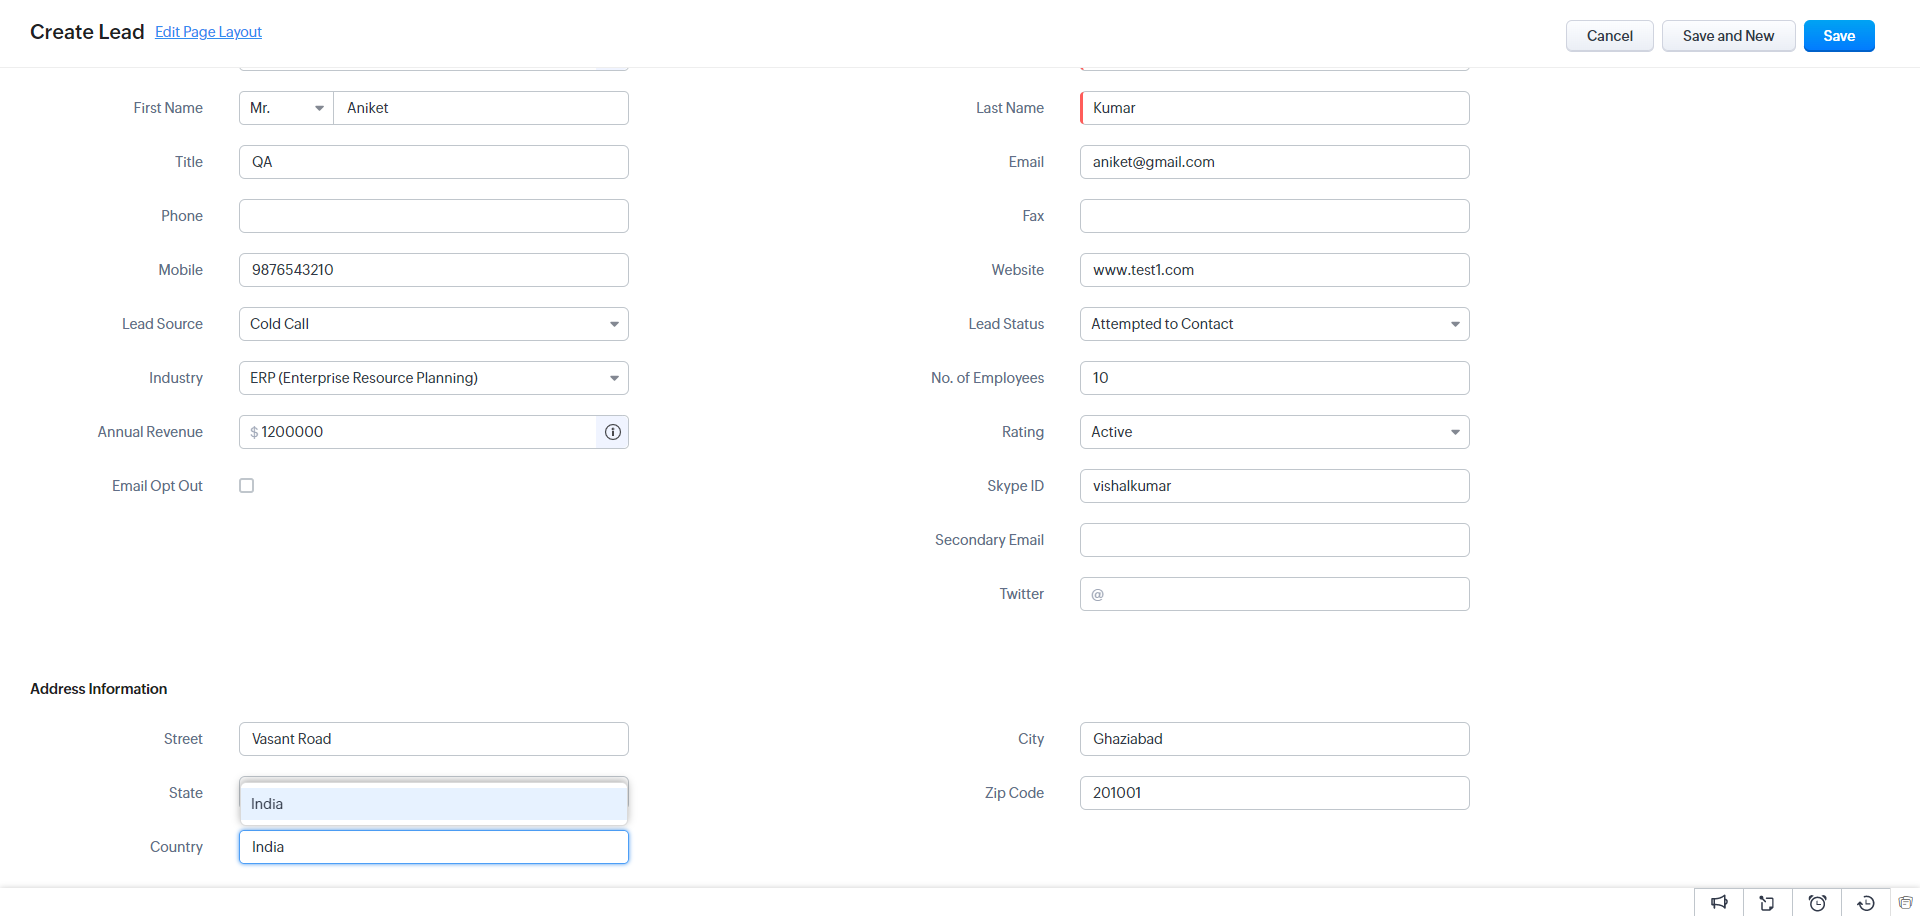 Create Lead Edit Page Layout Cancel Save and New Save
First Name Mr. Aniket Last Name Kumar
Title QA Email aniket@gmail.com
Phone Fax
Mobile 9876543210 Website www.test1.com
Lead Source Cold Call Lead Status Attempted to Contact
Industry ERP (Enterprise Resource Planning) No. of Employees 10
Annual Revenue $ 1200000 Rating Active
Email Opt Out Skype ID vishalkumar
Secondary Email
Twitter @
Address Information
Street Vasant Road City Ghaziabad
State India Zip Code 201001
Country India